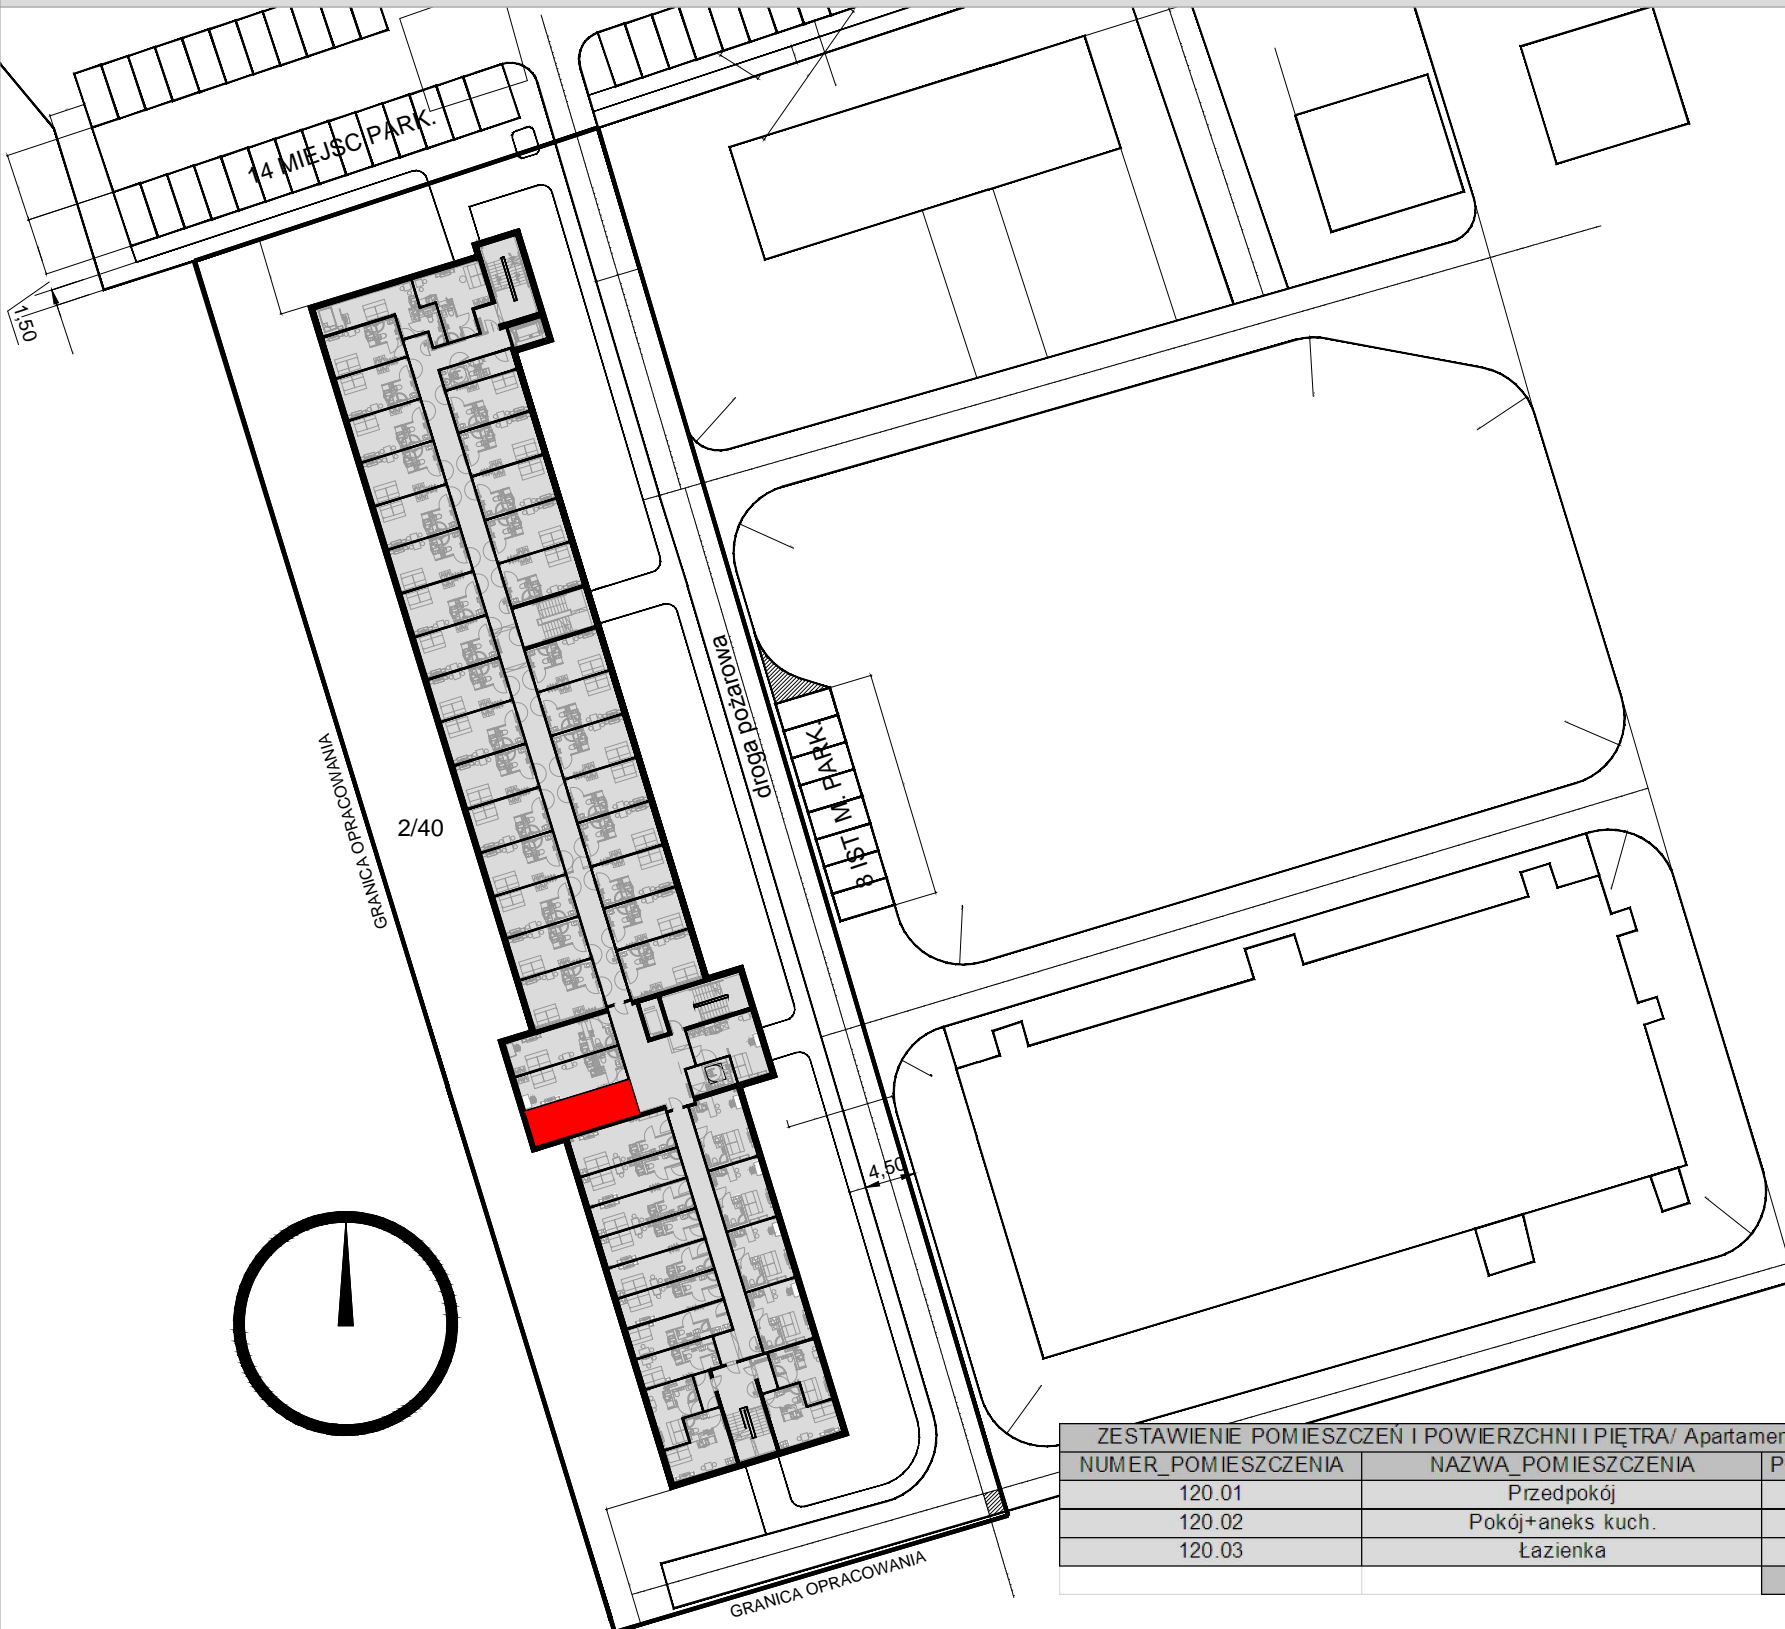 14 MIEJSC PARK.
1,50
droga pożarowa
GRANICA OPRACOWANIA
2/40
8 IST M. PARK.
4,50
ZESTAWIENIE POMIESZCZEŃ I POWIERZCHNI I PIĘTRA/ Apartamen
NUMER_POMIESZCZENIA NAZWA_POMIESZCZENIA P
120.01 Przedpokój
120.02 Pokój+aneks kuch.
120.03 Łazienka
GRANICA OPRACOWANIA